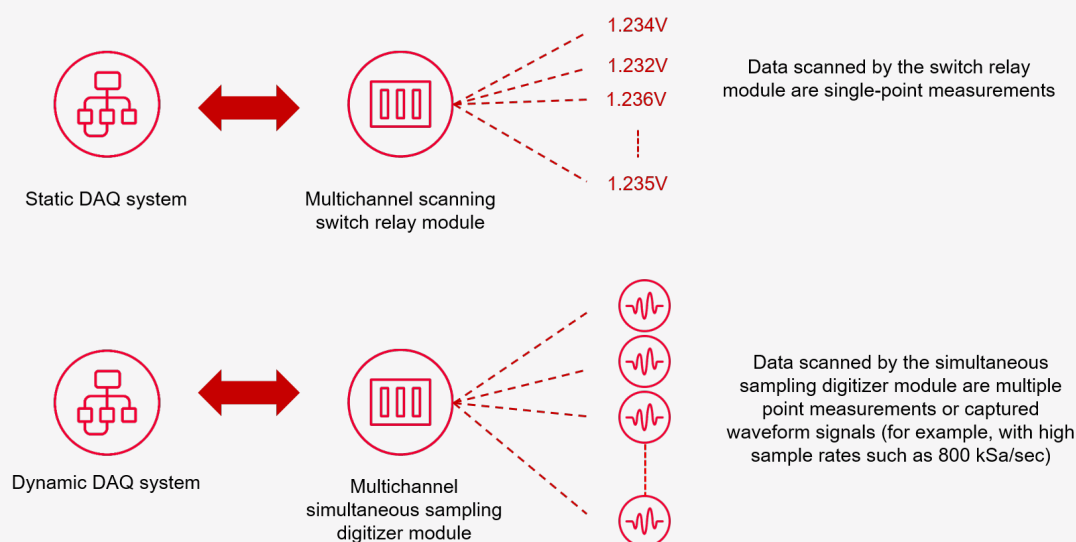 1.234V
1.232V
1.236V
1.235V
Data scanned by the switch relay
module are single-point measurements
Static DAQ system
Multichannel scanning
switch relay module
Data scanned by the simultaneous
sampling digitizer module are multiple
point measurements or captured
waveform signals (for example, with high
sample rates such as 800 kSa/sec)
Dynamic DAQ system
Multichannel
simultaneous sampling
digitizer module